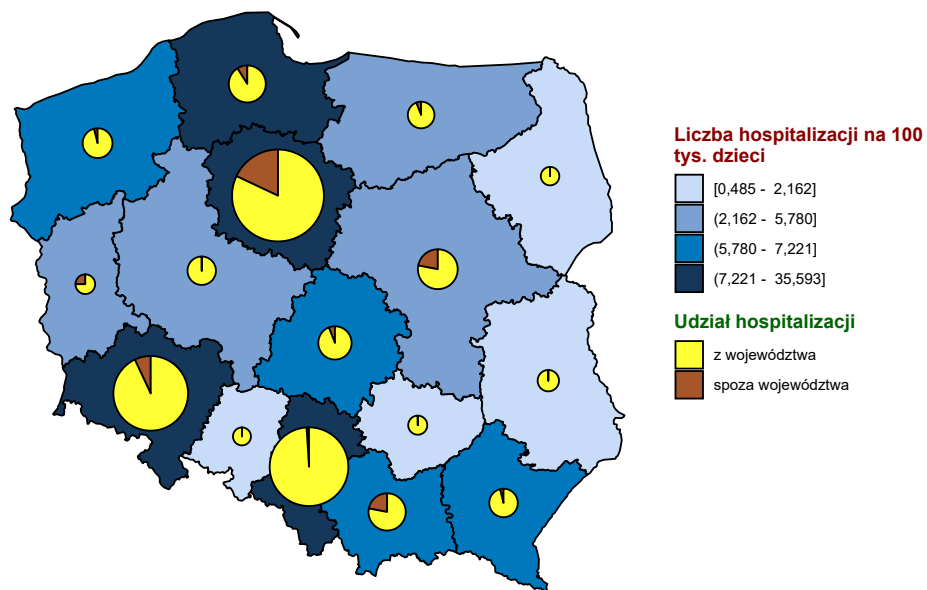 Liczba hospitalizacji na 100
tys. dzieci
[0,485 - 2,162]
(2,162 - 5,780]
(5,780 - 7,221]
(7,221 - 35,593]
Udział hospitalizacji
z województwa
spoza województwa